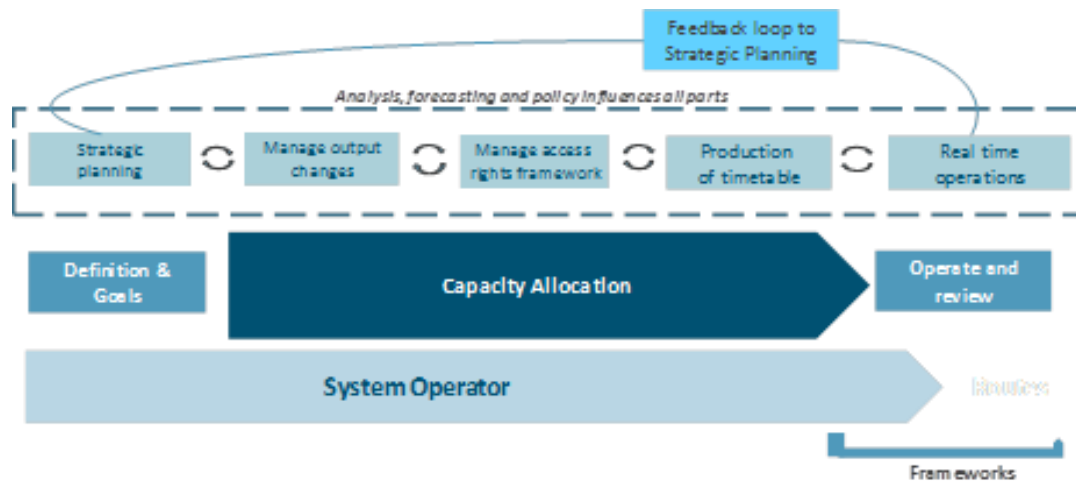 Feedback loop to
Strategic Planning
Analysis, forecasting and policy influences all parts
Strategic
planning
Manage output
changes
Manage access
rights framework
Production
of timetable
Real time
operations
Definition &
Goals
Capacity Allocation
Operate and
review
System Operator
Frameworks